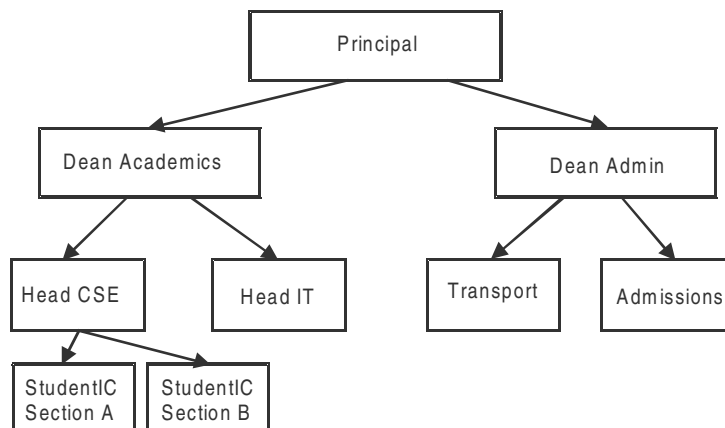 Principal
Dean Academics
Dean Admin
Head CSE
Head IT
Transport
Admissions
StudentIC
Section A
StudentIC
Section B